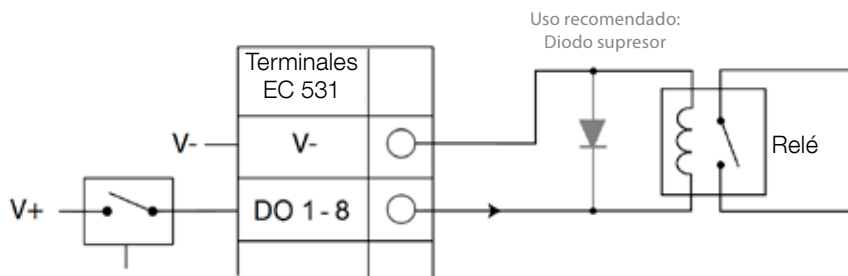 Uso recomendado:
Diodo supresor
Terminales
EC 531
V-
V-
Relé
V+
DO 1 - 8